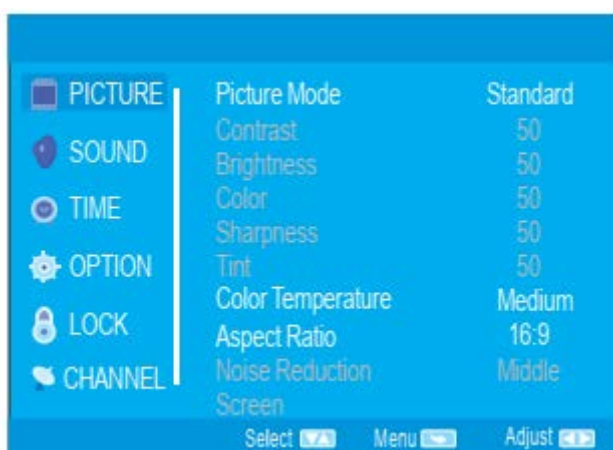 PICTURE
SOUND
TIME
OPTION
LOCK
CHANNEL
Picture Mode Standard
Contrast 50
Brightness 50
Color 50
Sharpness 50
Tint 50
Color Temperature Medium
Aspect Ratio 16:9
Noise Reduction Middle
Screen
Select Menu Adjust